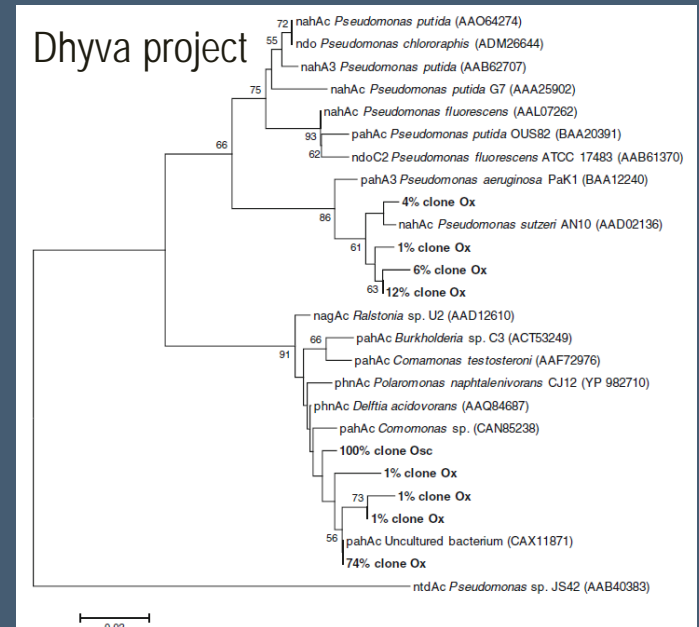 Dhyva project
72 nahAc Pseudomonas putida (AAO64274)
55 ndo Pseudomonas chlororaphis (ADM26644)
nahA3 Pseudomonas putida (AAB62707)
75 nahAc Pseudomonas putida G7 (AAA25902)
nahAc Pseudomonas fluorescens (AAL07262)
93 pahAc Pseudomonas putida OUS82 (BAA20391)
66
62 ndoC2 Pseudomonas fluorescens ATCC 17483 (AAB61370)
pahA3 Pseudomonas aeruginosa PaK1 (BAA12240)
4% clone Ox
86
nahAc Pseudomonas sutzeri AN10 (AAD02136)
61 1% clone Ox
6% clone Ox
63 12% clone Ox
nagAc Ralstonia sp. U2 (AAD12610)
66 pahAc Burkholderia sp. C3 (ACT53249)
91
pahAc Comamonas testosteroni (AAF72976)
phnAc Polaromonas naphtalenivorans CJ12 (YP 982710)
phnAc Delftia acidovorans (AAQ84687)
pahAc Comomonas sp. (CAN85238)
100% clone Osc
1% clone Ox
73 1% clone Ox
1% clone Ox
56 pahAc Uncultured bacterium (CAX11871)
74% clone Ox
ntdAc Pseudomonas sp. JS42 (AAB40383)